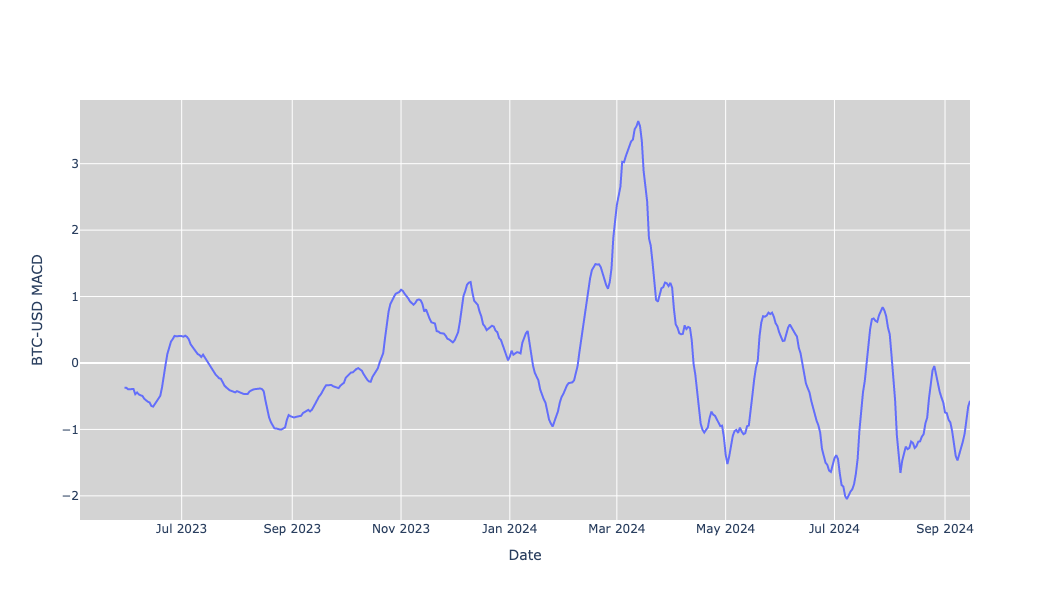 BTC-USD MACD
3
2
1
0
−1
−2
Jul 2023
Sep 2023
Nov 2023
Jan 2024
Mar 2024
May 2024
Jul 2024
Sep 2024
Date